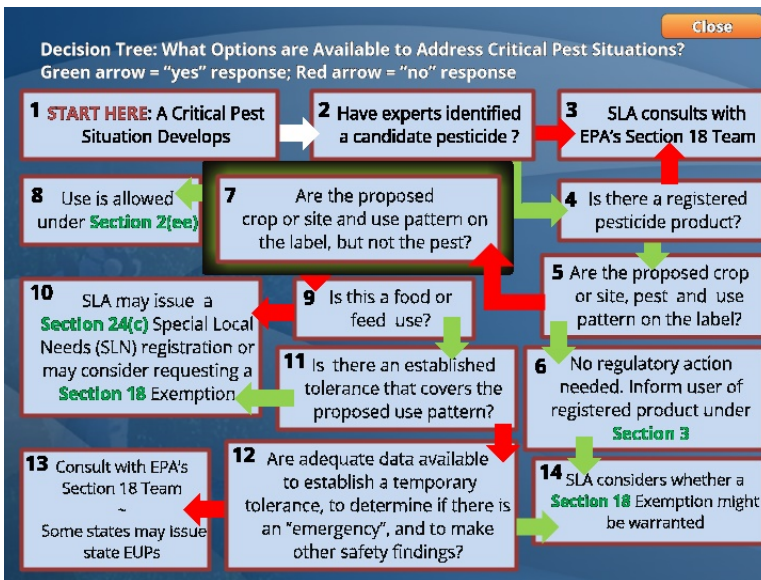 Close
Decision Tree: What Options are Available to Address Critical Pest Situations?
Green arrow = “yes” response; Red arrow = “no” response
1 START HERE: A Critical Pest
Situation Develops
2 Have experts identified
a candidate pesticide ?
3 SLA consults with
EPA’s Section 18 Team
8 Use is allowed
under Section 2(ee)
7 Are the proposed
crop or site and use pattern on
the label, but not the pest?
4 Is there a registered
pesticide product?
5 Are the proposed crop
or site, pest and use
pattern on the label?
10 SLA may issue a
Section 24(c) Special Local
Needs (SLN) registration or
may consider requesting a
Section 18 Exemption
9 Is this a food or
feed use?
11 Is there an established
tolerance that covers the
proposed use pattern?
6 No regulatory action
needed. Inform user of
registered product under
Section 3
13 Consult with EPA’s
Section 18 Team
~
Some states may issue
state EUPs
12 Are adequate data available
to establish a temporary
tolerance, to determine if there is
an “emergency”, and to make
other safety findings?
14 SLA considers whether a
Section 18 Exemption might
be warranted